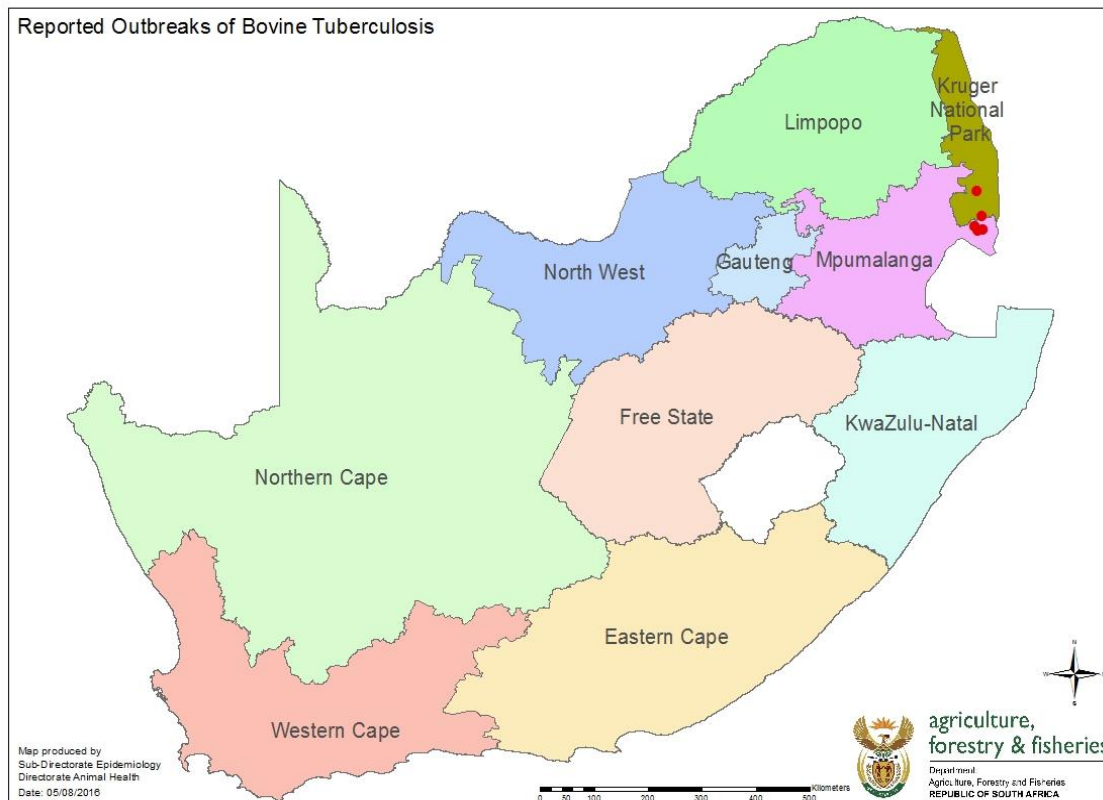 Reported Outbreaks of Bovine Tuberculosis
Kruger
National
Park
Limpopo
Mpumalanga
Gauteng
North West
Free State
KwaZulu-Natal
Northern Cape
Eastern Cape
Western Cape
N
W
S
agriculture,
forestry & fisheries
Department:
Agriculture, Forestry and Fisheries
REPUBLIC OF SOUTH AFRICA
Map produced by
Sub-Directorate Epidemiology
Directorate Animal Health
Date: 05/08/2016
Kilometers
0 50 100 200 300 400 500